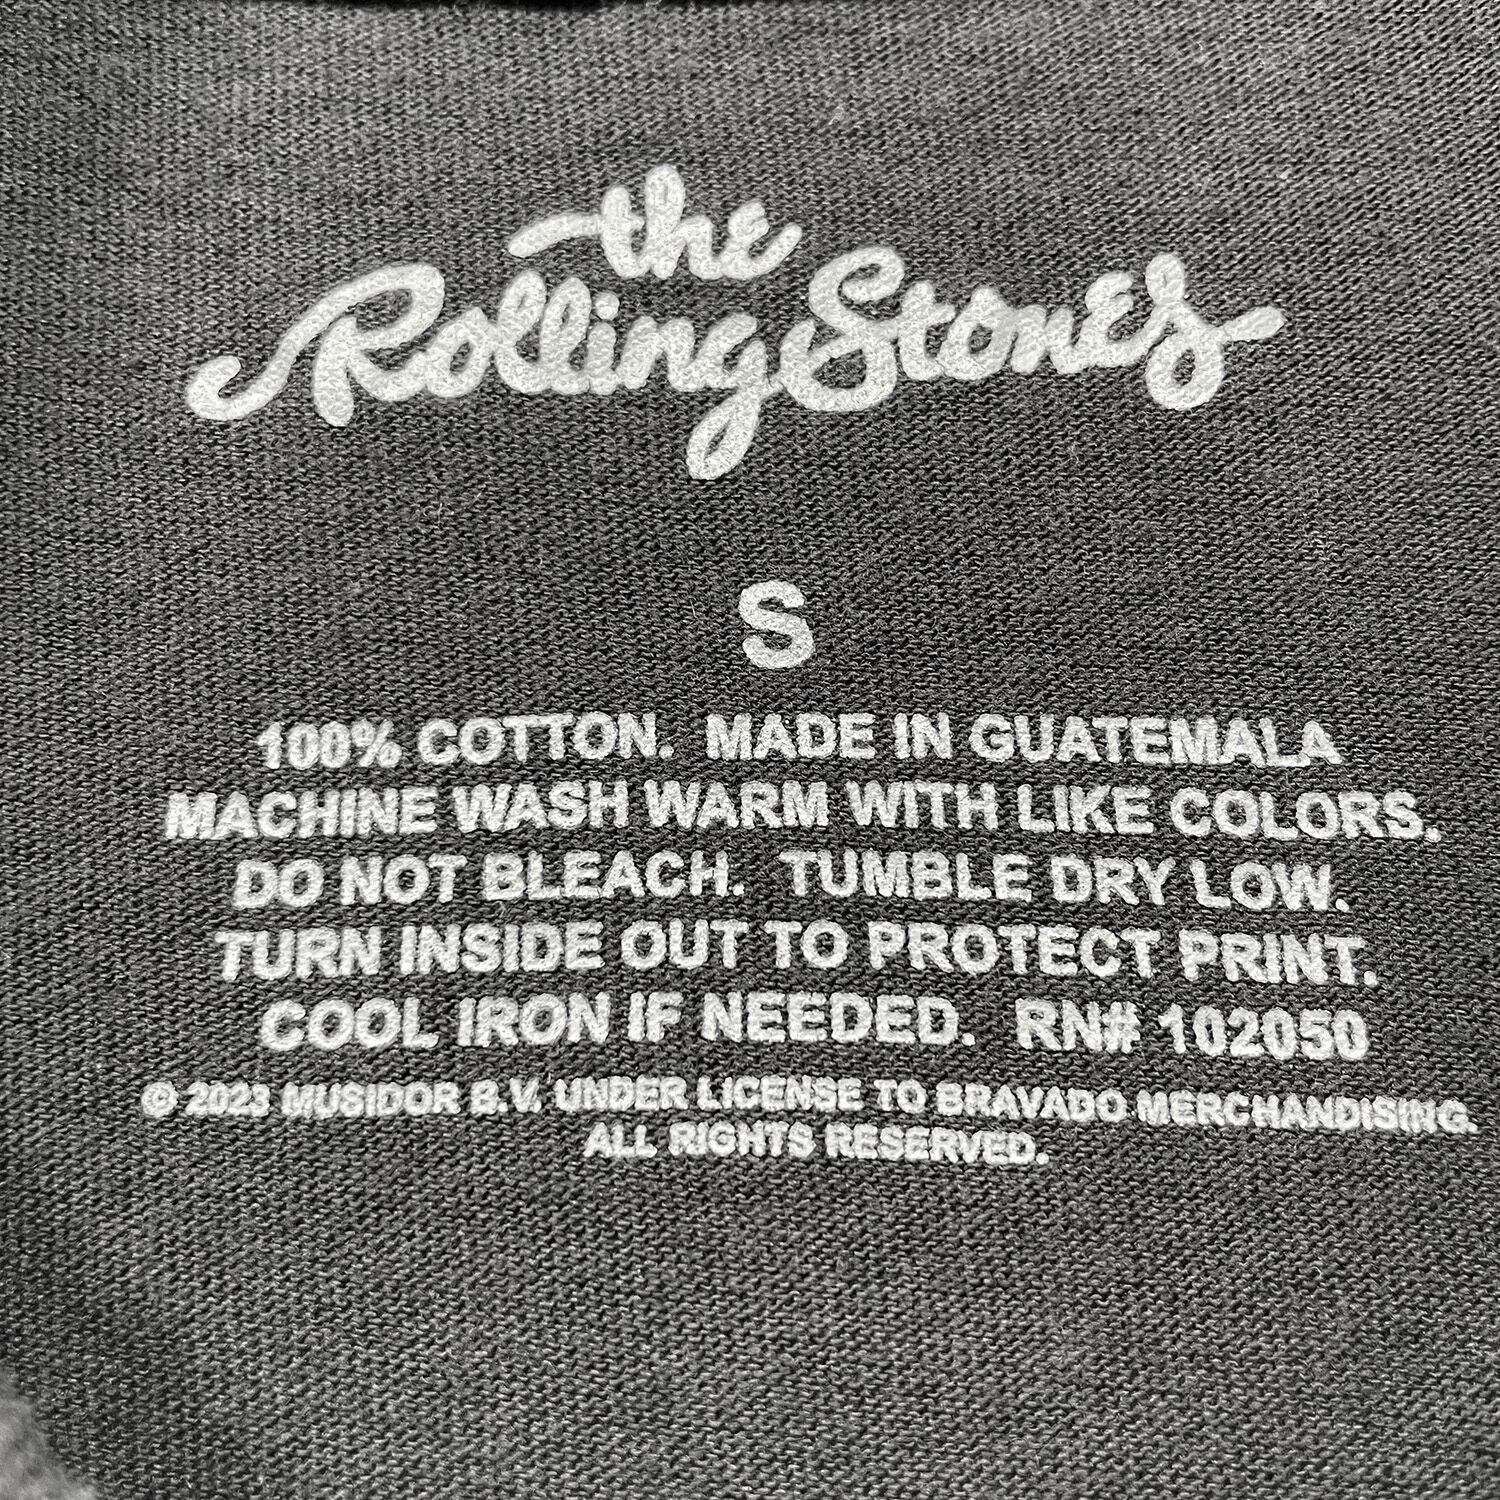 the
Rolling Stones
S
100% COTTON. MADE IN GUATEMALA
MACHINE WASH WARM WITH LIKE COLORS.
DO NOT BLEACH. TUMBLE DRY LOW.
TURN INSIDE OUT TO PROTECT PRINT.
COOL IRON IF NEEDED. RN# 102050
© 2023 MUSIDOR B.V. UNDER LICENSE TO BRAVADO MERCHANDISING.
ALL RIGHTS RESERVED.